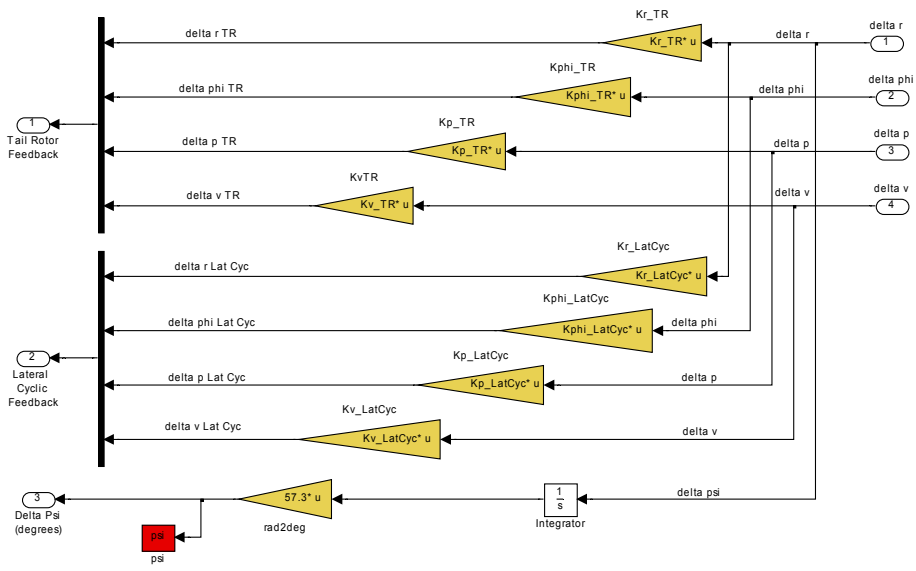 Kr_TR
delta r
delta r TR
Kr_TR* u
delta r
1
Kphi_TR
delta phi
delta phi TR
Kphi_TR* u
delta phi
2
1
Tail Rotor
Feedback
Kp_TR
delta p
delta p TR
Kp_TR* u
delta p
3
KvTR
delta v
delta v TR
Kv_TR* u
delta v
4
Kr_LatCyc
delta r Lat Cyc
Kr_LatCyc* u
Kphi_LatCyc
delta phi Lat Cyc
Kphi_LatCyc* u
delta phi
2
Lateral
Cyclic
Feedback
Kp_LatCyc
delta p Lat Cyc
Kp_LatCyc* u
delta p
Kv_LatCyc
delta v Lat Cyc
Kv_LatCyc* u
delta v
3
Delta Psi
(degrees)
57.3* u
rad2deg
1
s
Integrator
delta psi
psi
psi